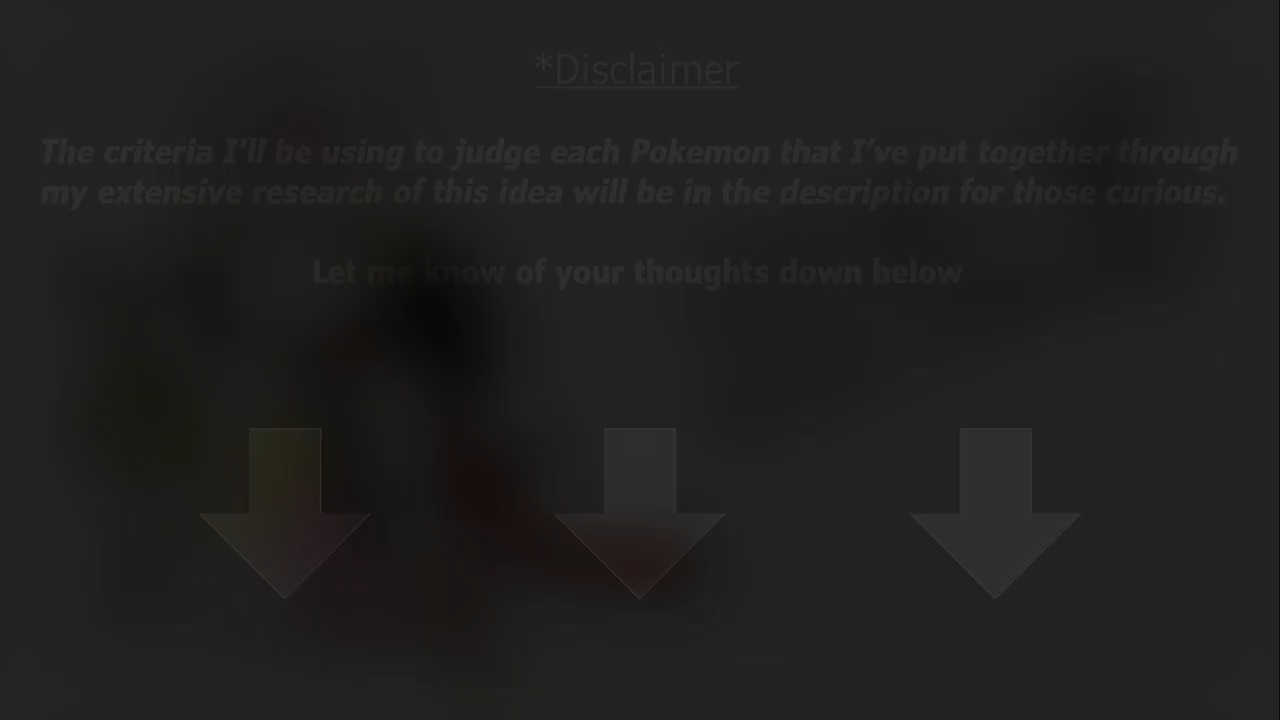 *Disclaimer
The criteria I'll be using to judge each Pokemon that I've put together through
my extensive research of this idea will be in the description for those curious.
Let me know of your thoughts down below